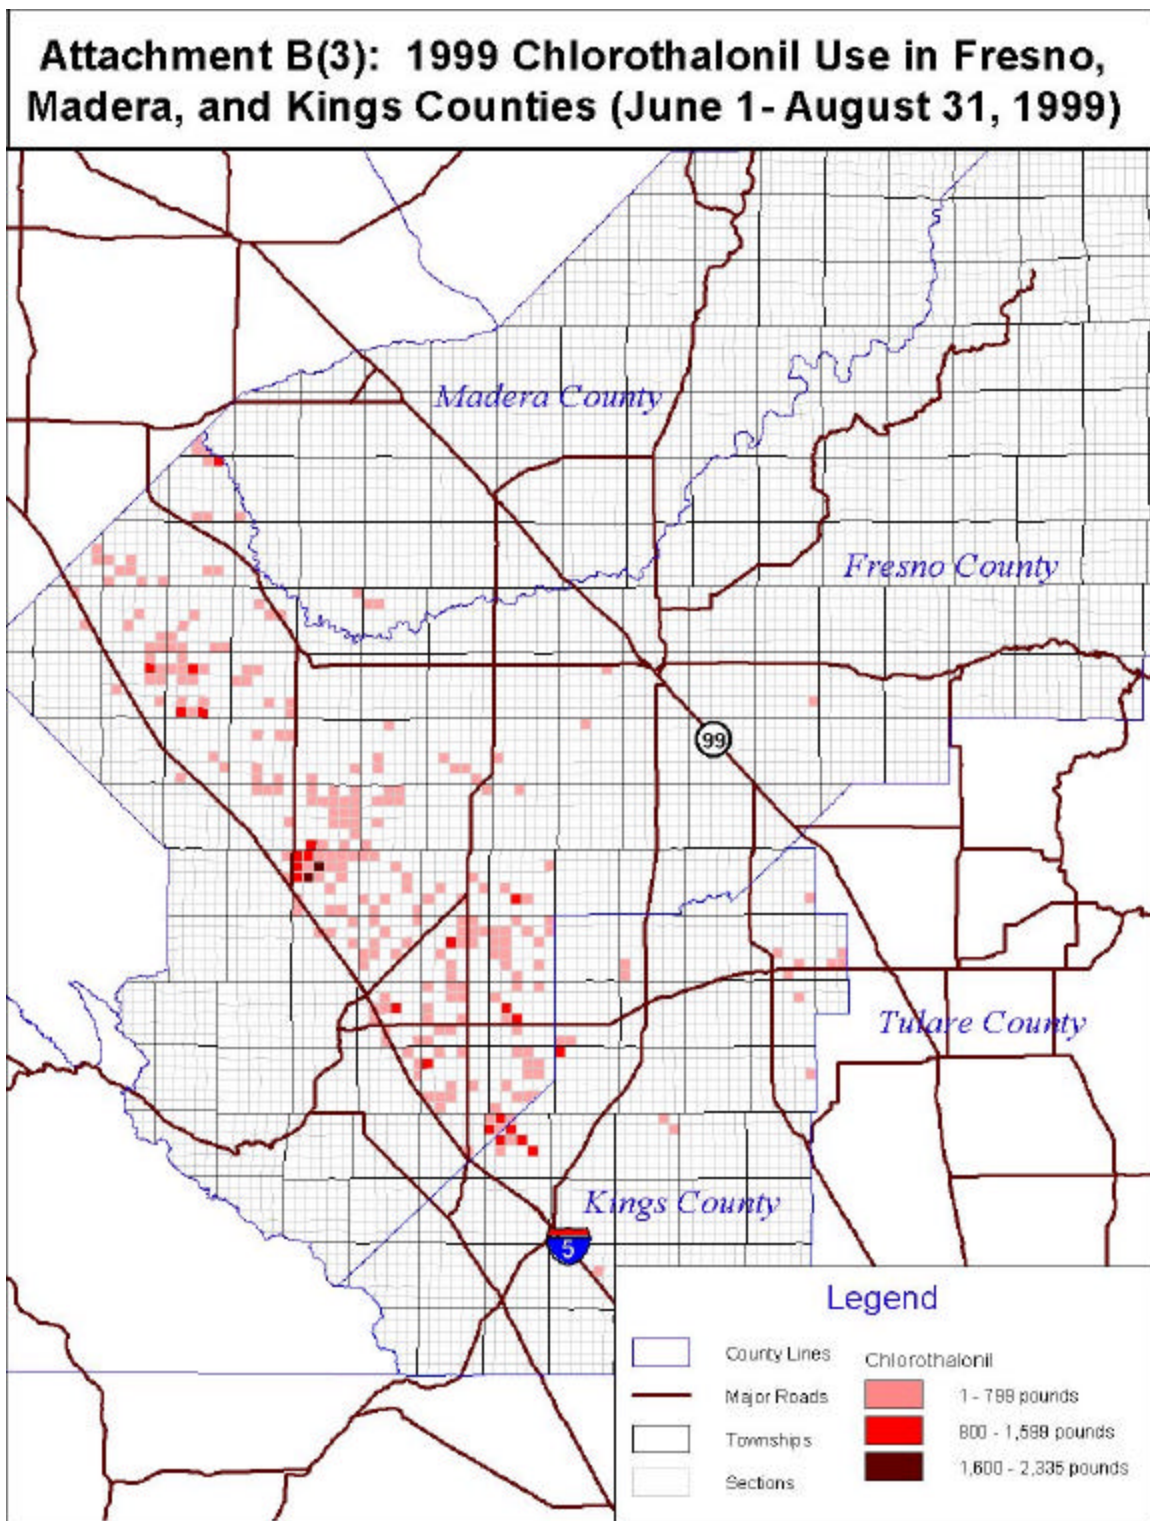 Attachment B(3): 1999 Chlorothalonil Use in Fresno,
Madera, and Kings Counties (June 1- August 31, 1999)
Madera County
Fresno County
99
Tulare County
Kings County
5
Legend
County Lines
Major Roads
Townships
Sections
Chlorothalonil
1 - 799 pounds
800 - 1,599 pounds
1,600 - 2,335 pounds